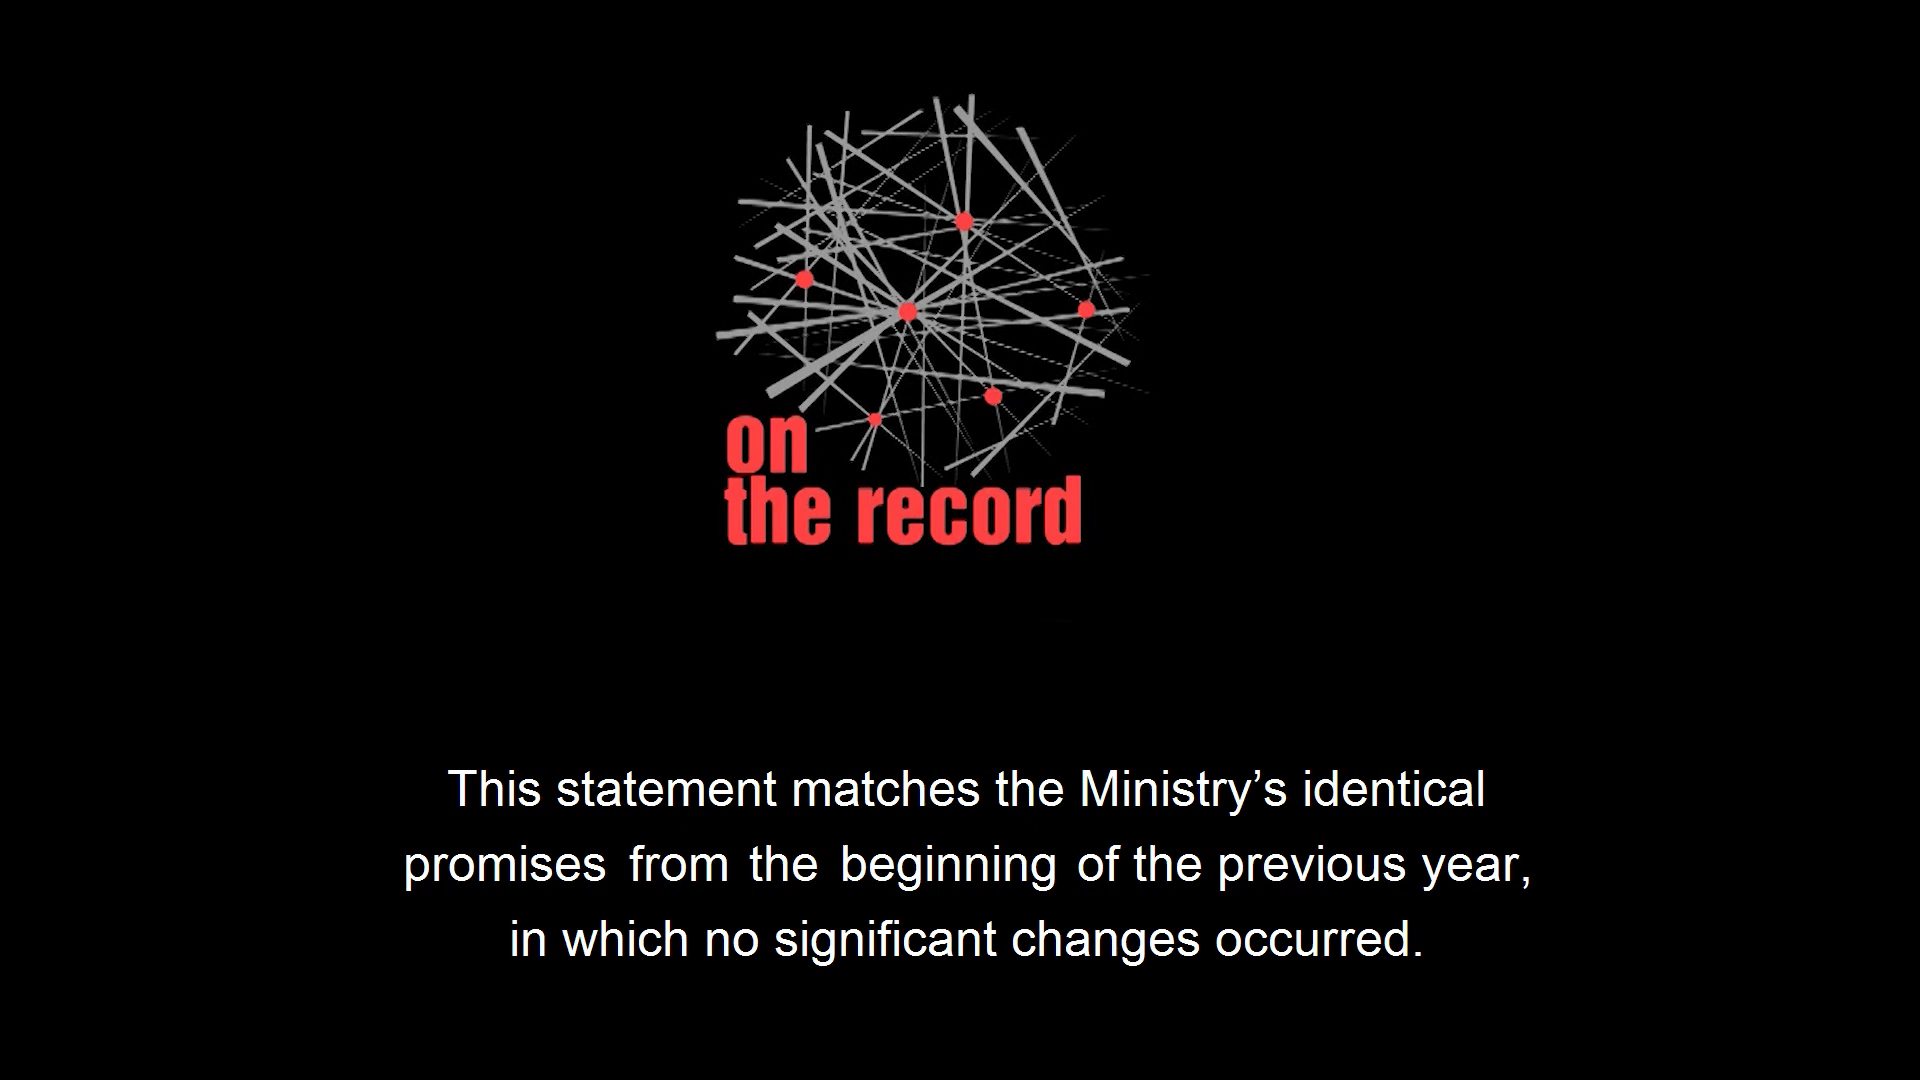 on
the record
This statement matches the Ministry’s identical
promises from the beginning of the previous year,
in which no significant changes occurred.